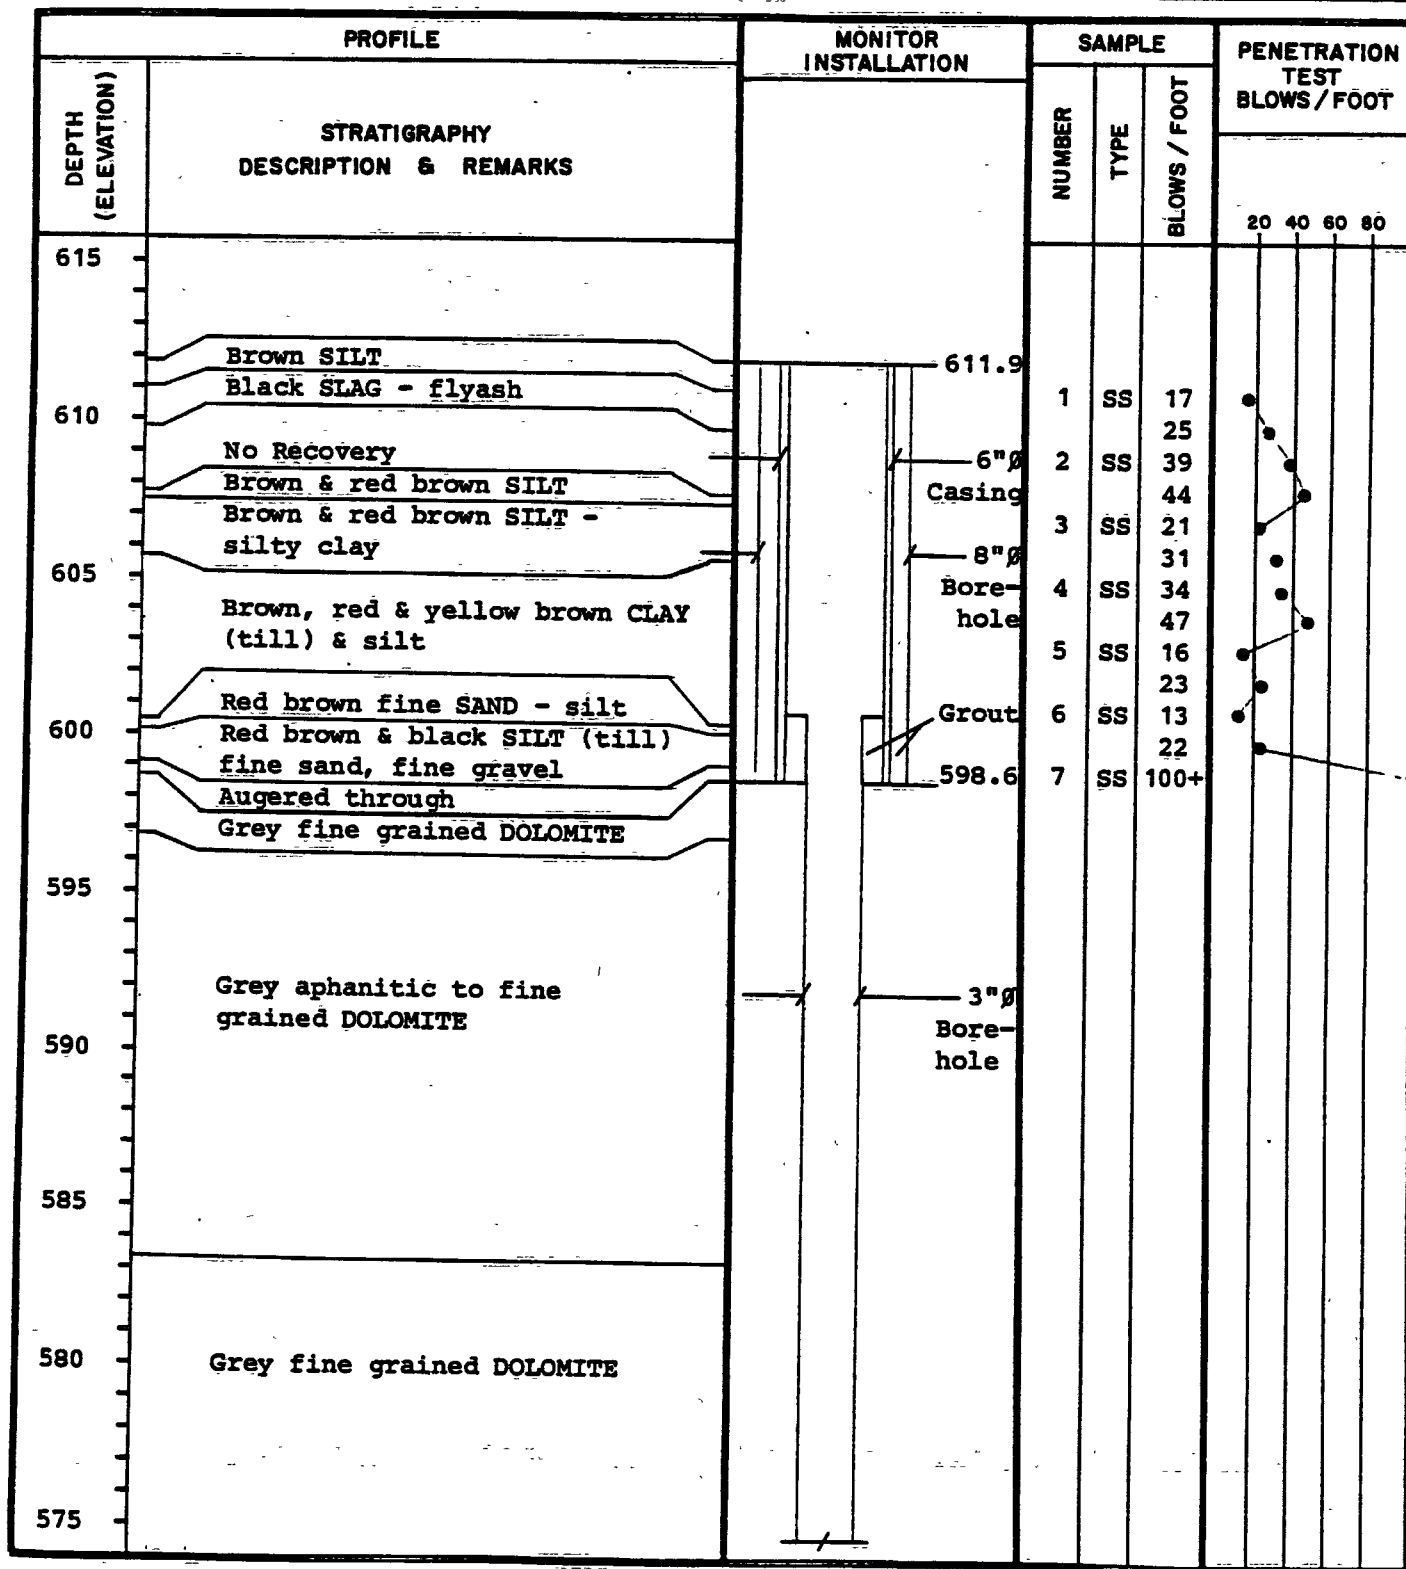 PROFILE
MONITOR
INSTALLATION
SAMPLE
PENETRATION
TEST
BLOWS / FOOT
DEPTH
(ELEVATION)
STRATIGRAPHY
DESCRIPTION & REMARKS
NUMBER
TYPE
BLOWS / FOOT
20 40 60 80
615
Brown SILT
611.9
Black SLAG - flyash
1 SS 17
610
25
No Recovery
6"Ø
2 SS 39
Brown & red brown SILT
Casing
44
Brown & red brown SILT -
3 SS 21
silty clay
8"Ø
31
605
Bore-
4 SS 34
Brown, red & yellow brown CLAY
hole
47
(till) & silt
5 SS 16
23
Red brown fine SAND - silt
Grout
6 SS 13
600
Red brown & black SILT (till)
22
fine sand, fine gravel
598.6
7 SS 100+
Augered through
Grey fine grained DOLOMITE
595
Grey aphanitic to fine
3"Ø
grained DOLOMITE
Bore-
590
hole
585
580
Grey fine grained DOLOMITE
575